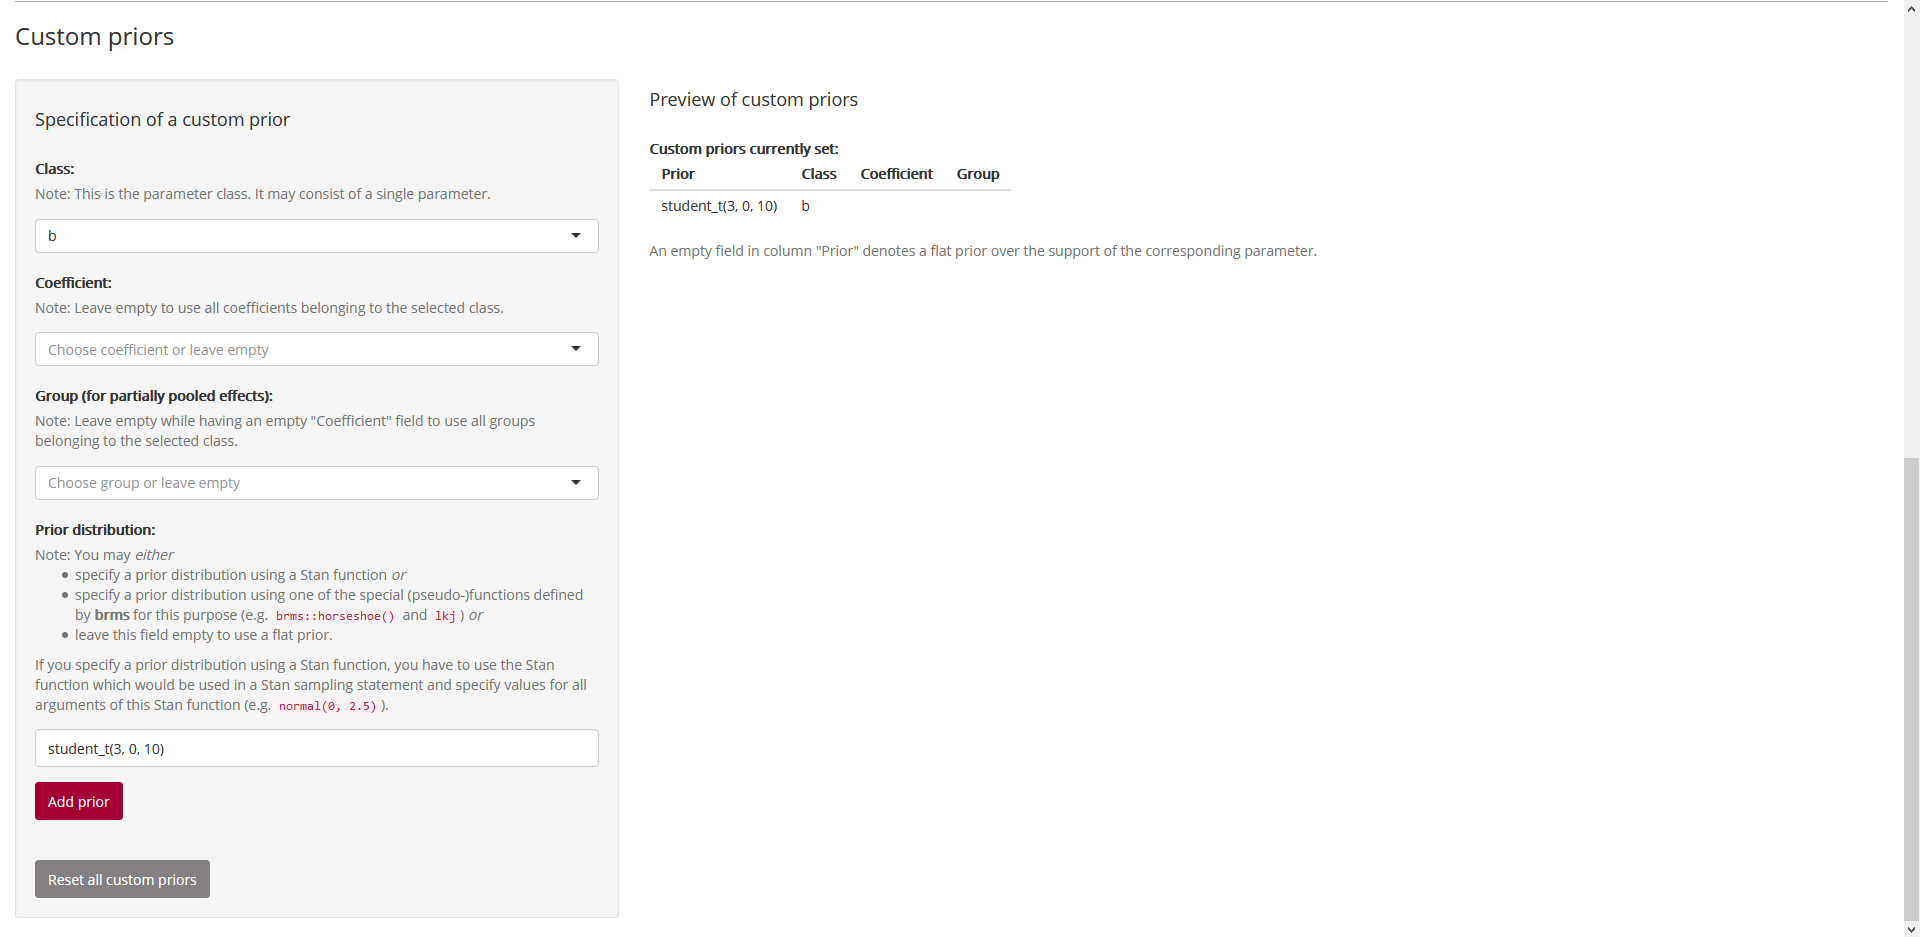 Custom priors
Specification of a custom prior
Class:
Note: This is the parameter class. It may consist of a single parameter.
b
Coefficient:
Note: Leave empty to use all coefficients belonging to the selected class.
Choose coefficient or leave empty
Group (for partially pooled effects):
Note: Leave empty while having an empty "Coefficient" field to use all groups
belonging to the selected class.
Choose group or leave empty
Prior distribution:
Note: You may either
• specify a prior distribution using a Stan function or
• specify a prior distribution using one of the special (pseudo-)functions defined
by brms for this purpose (e.g. brms::horseshoe() and lkj) or
• leave this field empty to use a flat prior.
If you specify a prior distribution using a Stan function, you have to use the Stan
function which would be used in a Stan sampling statement and specify values for all
arguments of this Stan function (e.g. normal(0, 2.5)).
student_t(3, 0, 10)
Add prior
Reset all custom priors
Preview of custom priors
Custom priors currently set:
Prior Class Coefficient Group
student_t(3, 0, 10) b
An empty field in column "Prior" denotes a flat prior over the support of the corresponding parameter.